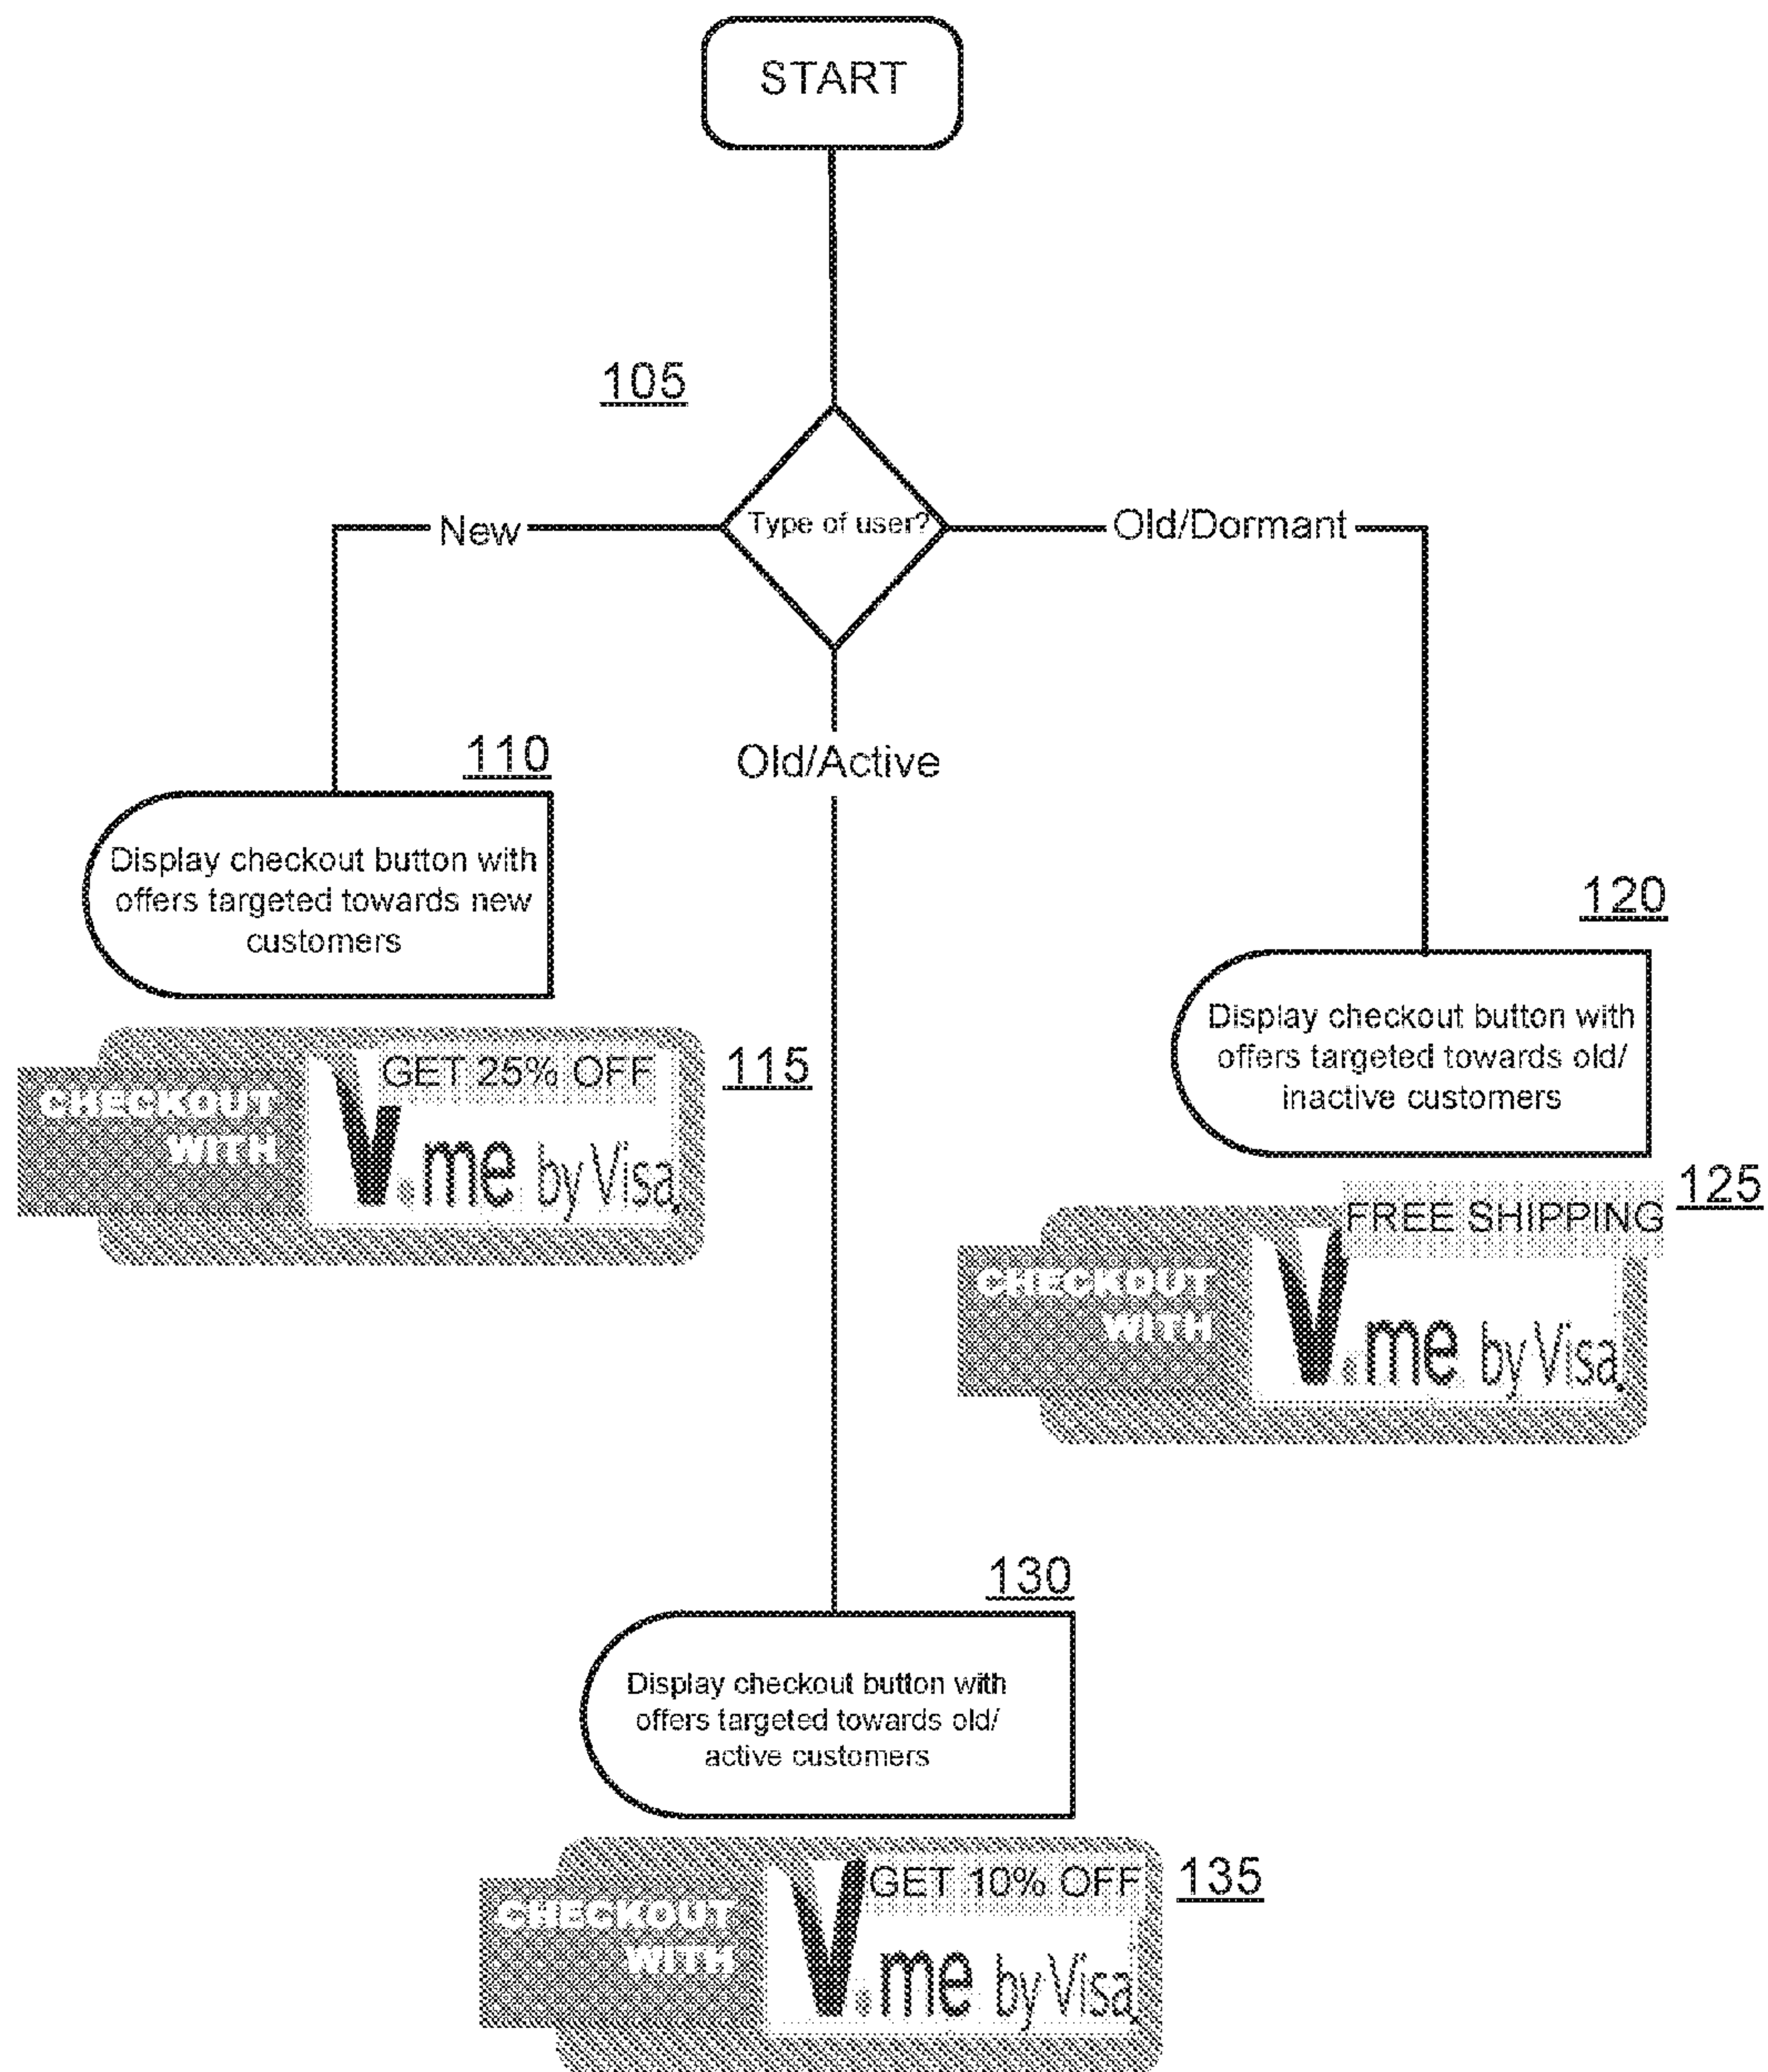 START
105
Type of user?
New
Old/Dormant
Old/Active
110
Display checkout button with
offers targeted towards new
customers
115
GET 25% OFF
CHECKOUT
WITH
V.me by Visa
120
Display checkout button with
offers targeted towards old/
inactive customers
125
FREE SHIPPING
CHECKOUT
WITH
V.me by Visa
130
Display checkout button with
offers targeted towards old/
active customers
135
GET 10% OFF
CHECKOUT
WITH
V.me by Visa